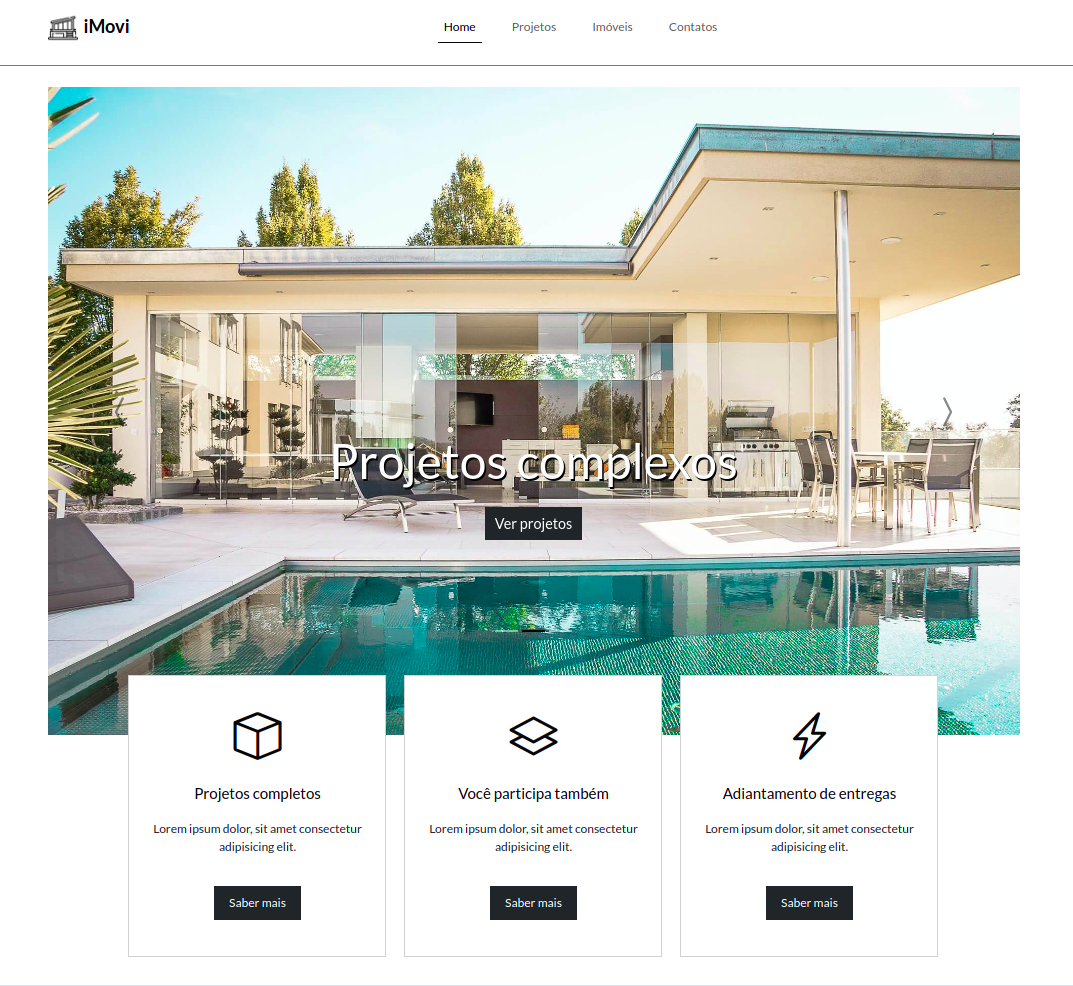 iMovi
Home Projetos Imóveis Contatos
Projetos complexos
Ver projetos
Projetos completos
Lorem ipsum dolor, sit amet consectetur
adipisicing elit.
Saber mais
Você participa também
Lorem ipsum dolor, sit amet consectetur
adipisicing elit.
Saber mais
Adiantamento de entregas
Lorem ipsum dolor, sit amet consectetur
adipisicing elit.
Saber mais